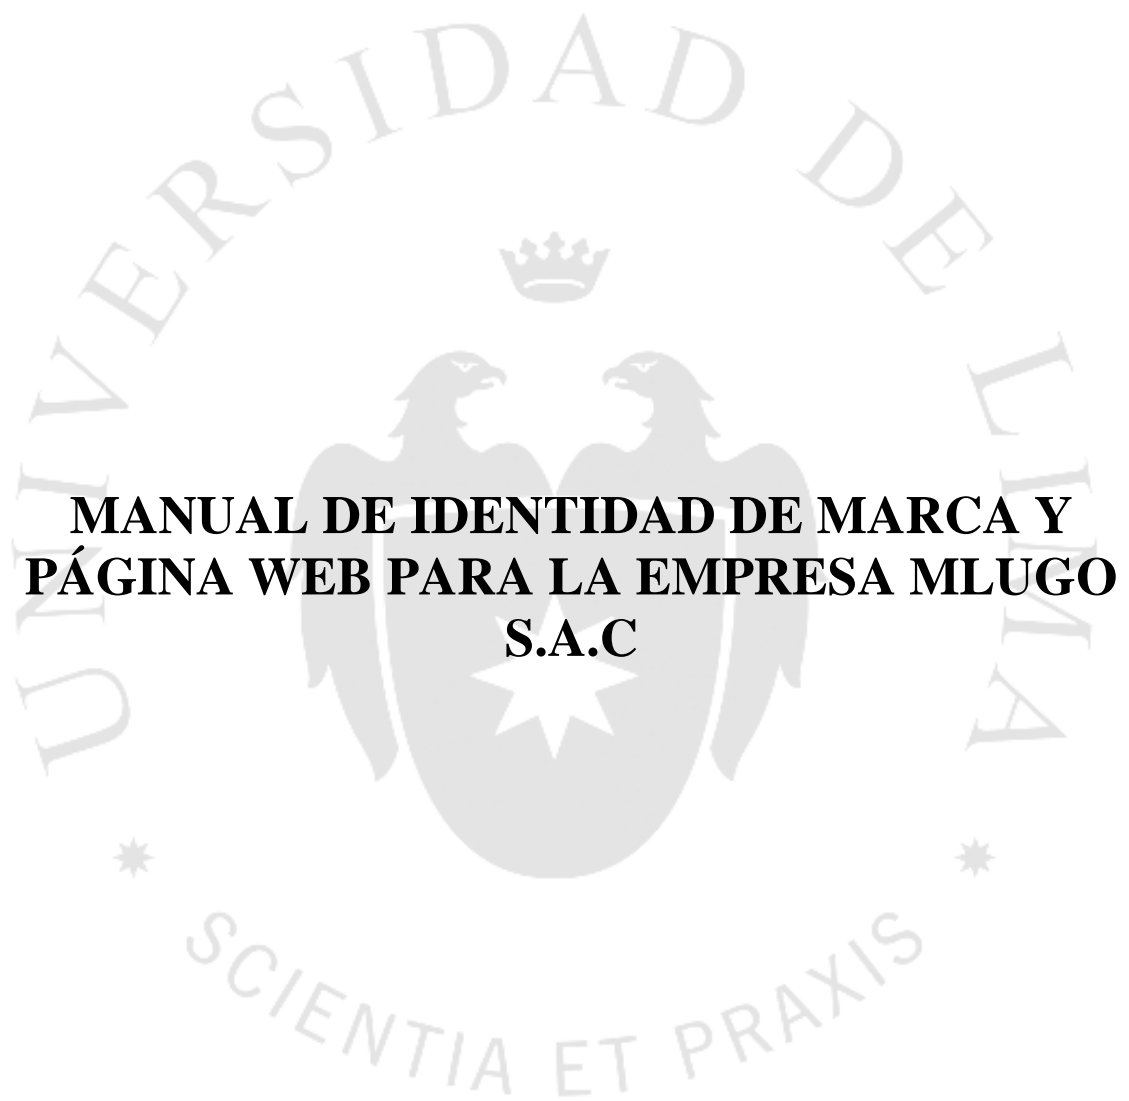 UNIVERSIDAD DE LIMA
MANUAL DE IDENTIDAD DE MARCA Y
PÁGINA WEB PARA LA EMPRESA MLUGO
S.A.C
SCIENTIA ET PRAXIS